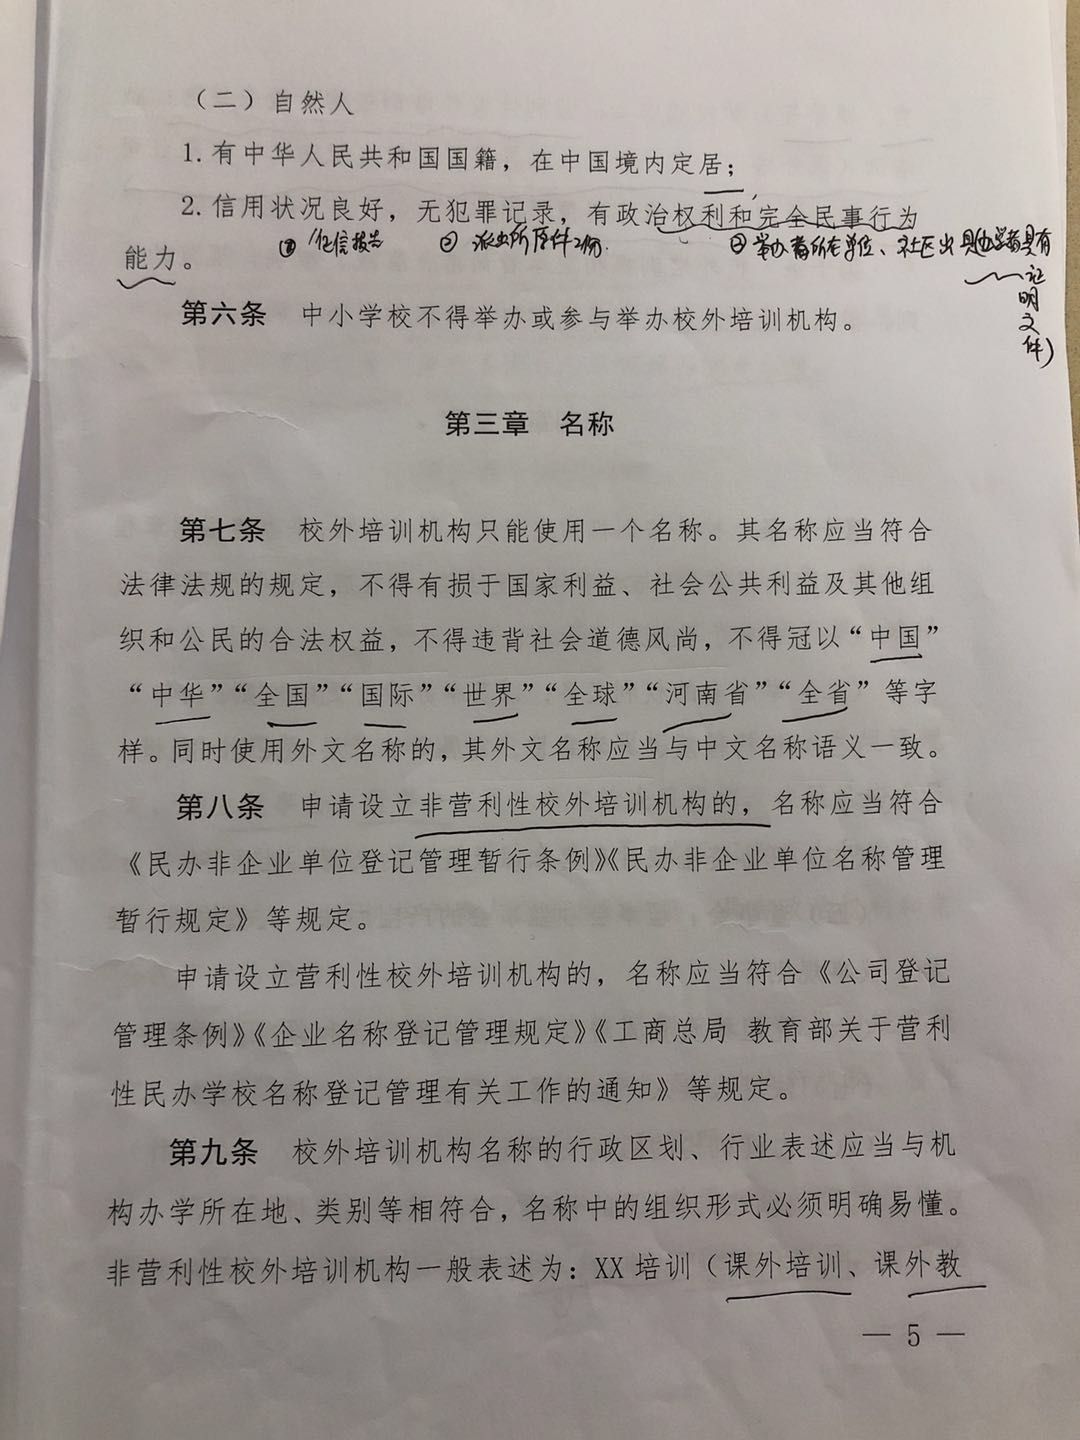 （二）自然人
1.有中华人民共和国国籍，在中国境内定居；
2.信用状况良好，无犯罪记录，有政治权利和完全民事行为
①征信报告 ② 派出所原件2份. ③举办者所在单位、社区出具办学者具有
证明文件)
能力。
第六条 中小学校不得举办或参与举办校外培训机构。
第三章 名称
第七条 校外培训机构只能使用一个名称。其名称应当符合
法律法规的规定，不得有损于国家利益、社会公共利益及其他组
织和公民的合法权益，不得违背社会道德风尚，不得冠以“中国”
“中华”“全国”“国际”“世界”“全球”“河南省”“全省”等字
样。同时使用外文名称的，其外文名称应当与中文名称语义一致。
第八条 申请设立非营利性校外培训机构的，名称应当符合
《民办非企业单位登记管理暂行条例》《民办非企业单位名称管理
暂行规定》等规定。
申请设立营利性校外培训机构的，名称应当符合《公司登记
管理条例》《企业名称登记管理规定》《工商总局 教育部关于营利
性民办学校名称登记管理有关工作的通知》等规定。
第九条 校外培训机构名称的行政区划、行业表述应当与机
构办学所在地、类别等相符合，名称中的组织形式必须明确易懂。
非营利性校外培训机构一般表述为：XX 培训（课外培训、课外教
— 5 —